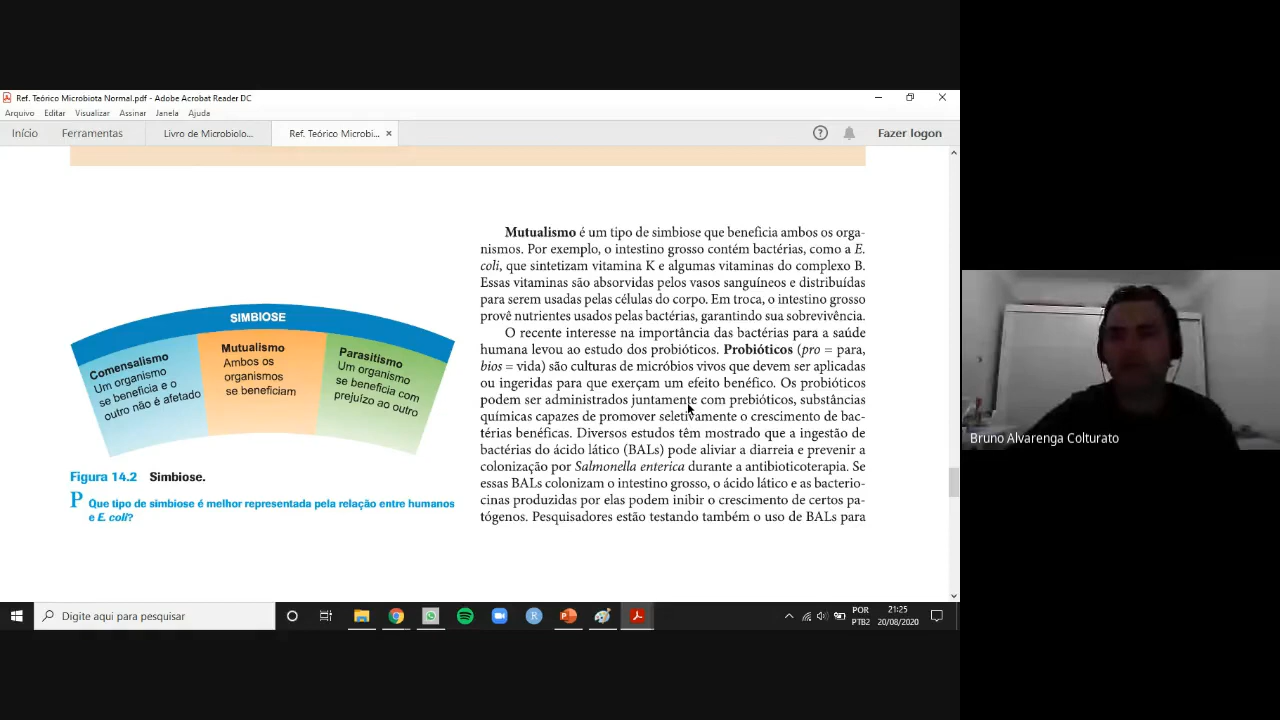 Ref. Teórico Microbiota Normal.pdf - Adobe Acrobat Reader DC
Arquivo Editar Visualizar Assinar Janela Ajuda
Início Ferramentas Livro de Microbiolo... Ref. Teórico Microbi... × Fazer logon
SIMBIOSE
Comensalismo
Um organismo
se beneficia e o
outro não é afetado
Mutualismo
Ambos os
organismos
se beneficiam
Parasitismo
Um organismo
se beneficia com
prejuízo ao outro
Figura 14.2 Simbiose.
P Que tipo de simbiose é melhor representada pela relação entre humanos
e E. coli?
Mutualismo é um tipo de simbiose que beneficia ambos os orga-
nismos. Por exemplo, o intestino grosso contém bactérias, como a E.
coli, que sintetizam vitamina K e algumas vitaminas do complexo B.
Essas vitaminas são absorvidas pelos vasos sanguíneos e distribuídas
para serem usadas pelas células do corpo. Em troca, o intestino grosso
provê nutrientes usados pelas bactérias, garantindo sua sobrevivência.
O recente interesse na importância das bactérias para a saúde
humana levou ao estudo dos probióticos. Probióticos (pro = para,
bios = vida) são culturas de micróbios vivos que devem ser aplicadas
ou ingeridas para que exerçam um efeito benéfico. Os probióticos
podem ser administrados juntamente com prebióticos, substâncias
químicas capazes de promover seletivamente o crescimento de bac-
térias benéficas. Diversos estudos têm mostrado que a ingestão de
bactérias do ácido lático (BALs) pode aliviar a diarreia e prevenir a
colonização por Salmonella enterica durante a antibioticoterapia. Se
essas BALs colonizam o intestino grosso, o ácido lático e as bacterio-
cinas produzidas por elas podem inibir o crescimento de certos pa-
tógenos. Pesquisadores estão testando também o uso de BALs para
Bruno Alvarenga Colturato
Digite aqui para pesquisar
POR
PTB2
21:25
20/08/2020